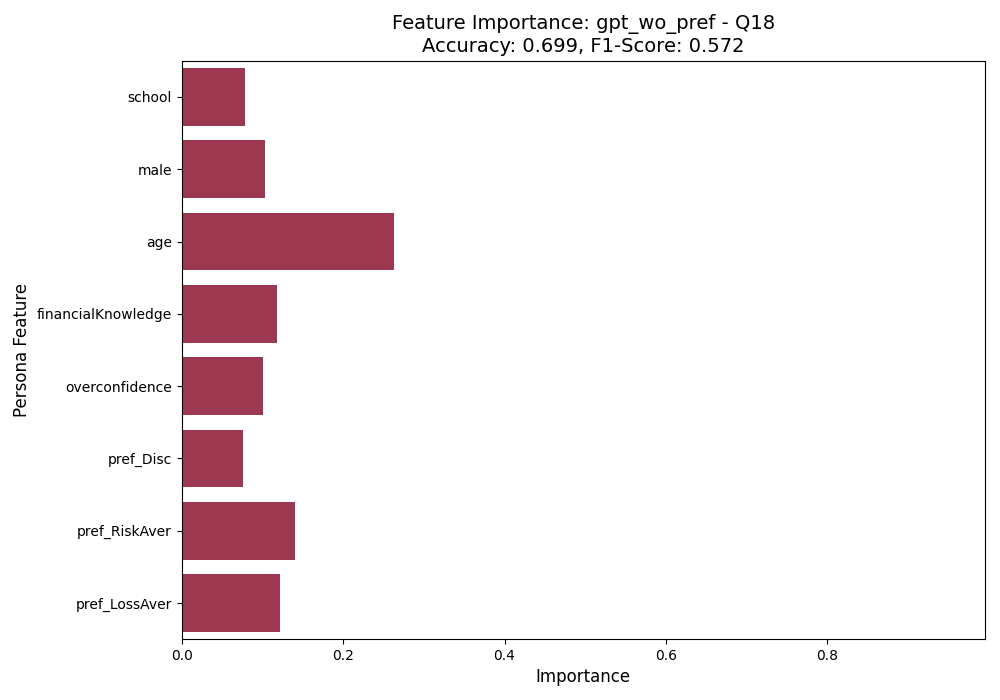 Feature Importance: gpt_wo_pref - Q18
Accuracy: 0.699, F1-Score: 0.572
Persona Feature
school
male
age
financialKnowledge
overconfidence
pref_Disc
pref_RiskAver
pref_LossAver
0.0 0.2 0.4 0.6 0.8
Importance